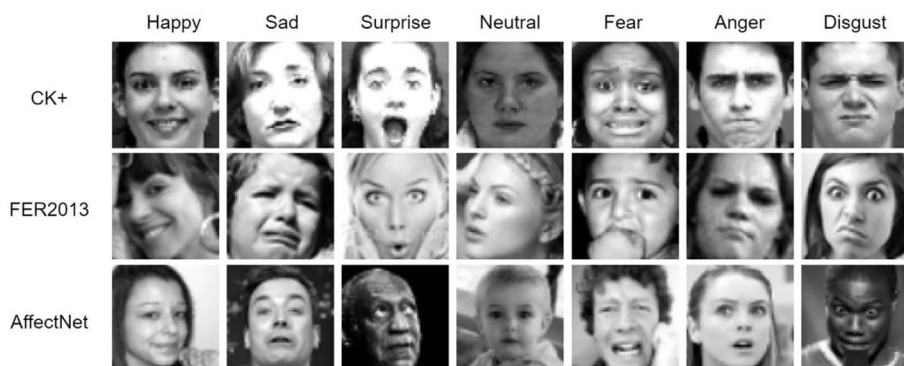 Happy Sad Surprise Neutral Fear Anger Disgust
CK+
FER2013
AffectNet